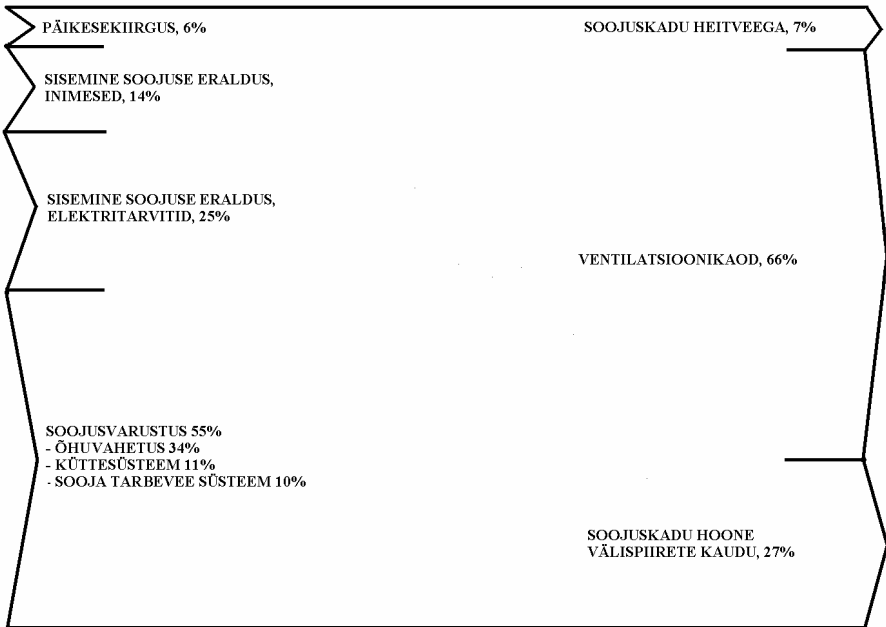 PÄIKESEKIIRGUS, 6%
SISEMINE SOOJUSE ERALDUS,
INIMESED, 14%
SISEMINE SOOJUSE ERALDUS,
ELEKTRITARVITID, 25%
SOOJUSVARUSTUS 55%
- ÕHUVAHETUS 34%
- KÜTTESÜSTEEM 11%
- SOOJA TARBEVEE SÜSTEEM 10%
SOOJUSKADU HEITVEEGA, 7%
VENTILATSIOONIKAOD, 66%
SOOJUSKADU HOONE
VÄLISPIIRETE KAUDU, 27%